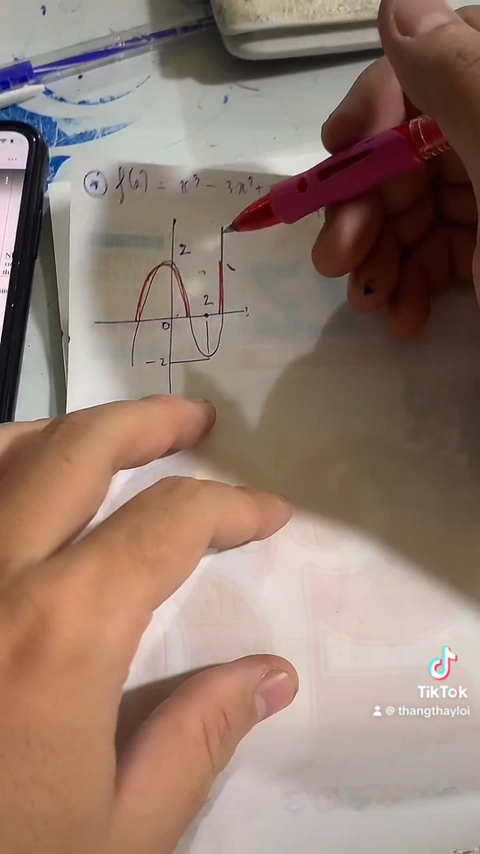 f(x) = x³ - 3x² +
2
2
0
-2
TikTok
@ thangthayloi